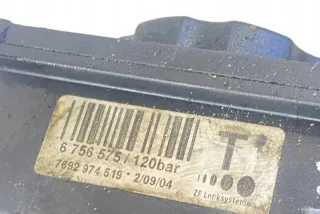 6 756 575 / 120bar
7692 974 519 * 2/09/04
T
ZF Lenksysteme